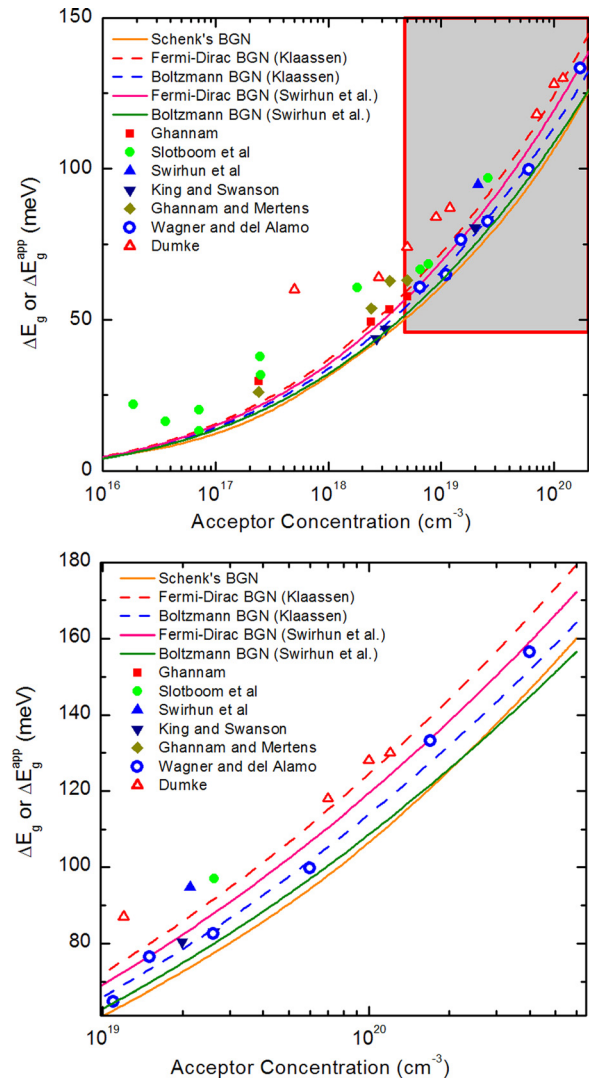 150
100
50
0
ΔE_g or ΔE_g^app (meV)
Schenk's BGN
Fermi-Dirac BGN (Klaassen)
Boltzmann BGN (Klaassen)
Fermi-Dirac BGN (Swirhun et al.)
Boltzmann BGN (Swirhun et al.)
Ghannam
Slotboom et al
Swirhun et al
King and Swanson
Ghannam and Mertens
Wagner and del Alamo
Dumke
10^16 10^17 10^18 10^19 10^20
Acceptor Concentration (cm^-3)
180
160
140
120
100
80
ΔE_g or ΔE_g^app (meV)
Schenk's BGN
Fermi-Dirac BGN (Klaassen)
Boltzmann BGN (Klaassen)
Fermi-Dirac BGN (Swirhun et al.)
Boltzmann BGN (Swirhun et al.)
Ghannam
Slotboom et al
Swirhun et al
King and Swanson
Ghannam and Mertens
Wagner and del Alamo
Dumke
10^19 10^20
Acceptor Concentration (cm^-3)